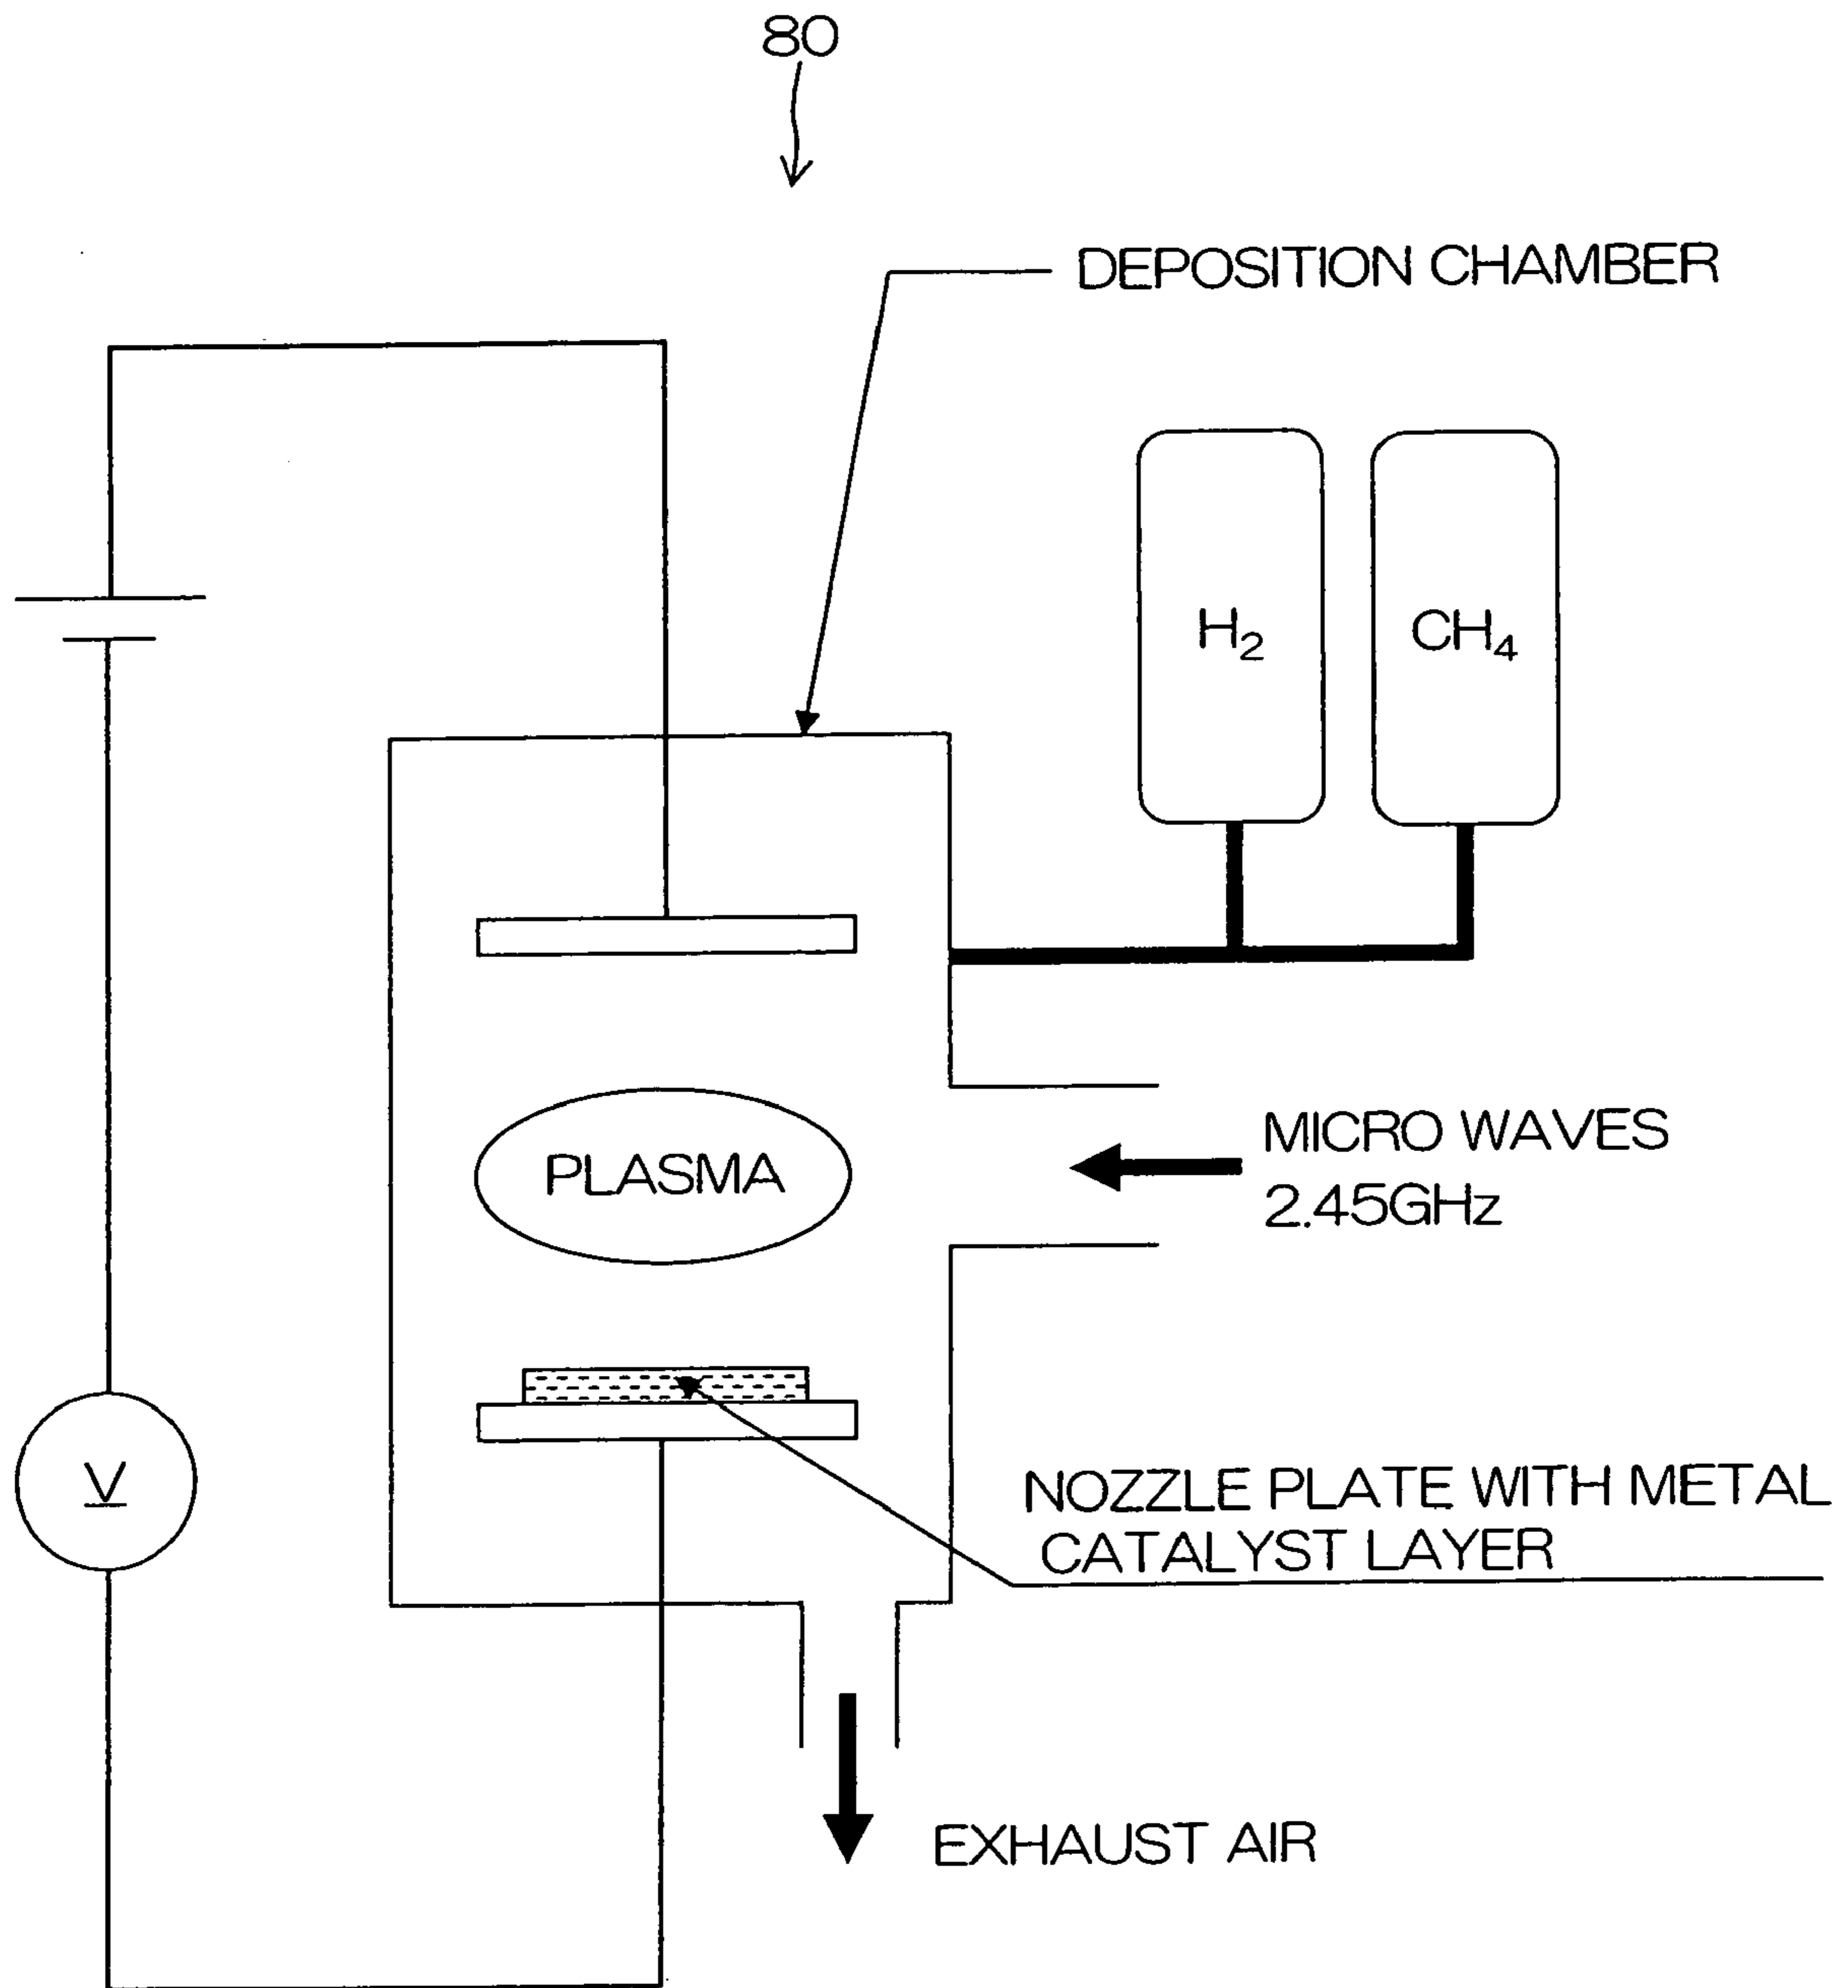 80
DEPOSITION CHAMBER
H₂
CH₄
PLASMA
MICRO WAVES
2.45GHz
V
NOZZLE PLATE WITH METAL
CATALYST LAYER
EXHAUST AIR